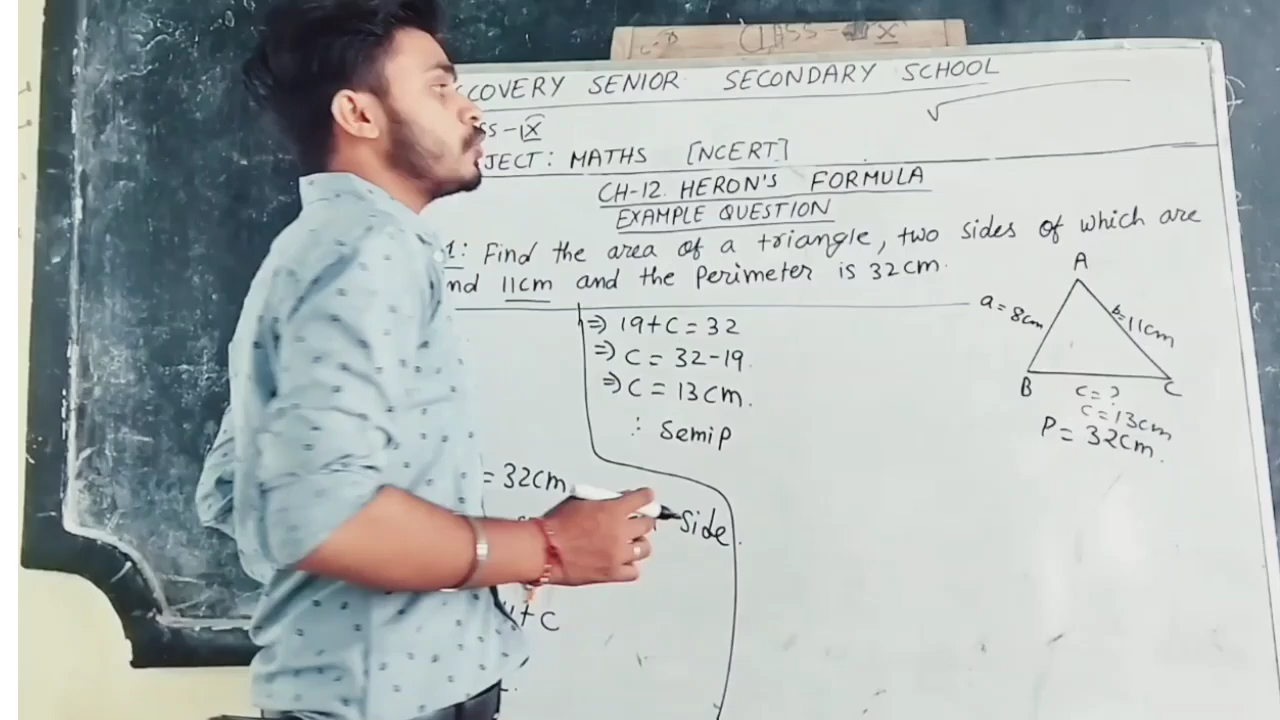 CLASS - IX
COVERY SENIOR SECONDARY SCHOOL
SS - IX
JECT : MATHS [NCERT]
CH-12. HERON'S FORMULA
EXAMPLE QUESTION
1: Find the area of a triangle, two sides of which are
nd 11cm and the perimeter is 32cm.
=) 19+C = 32
=) C = 32-19.
=) C = 13cm.
∴ Semip
= 32cm
side.
+ C
A
a = 8cm
b = 11cm
B
C
C = ?
C = 13cm
P = 32cm.